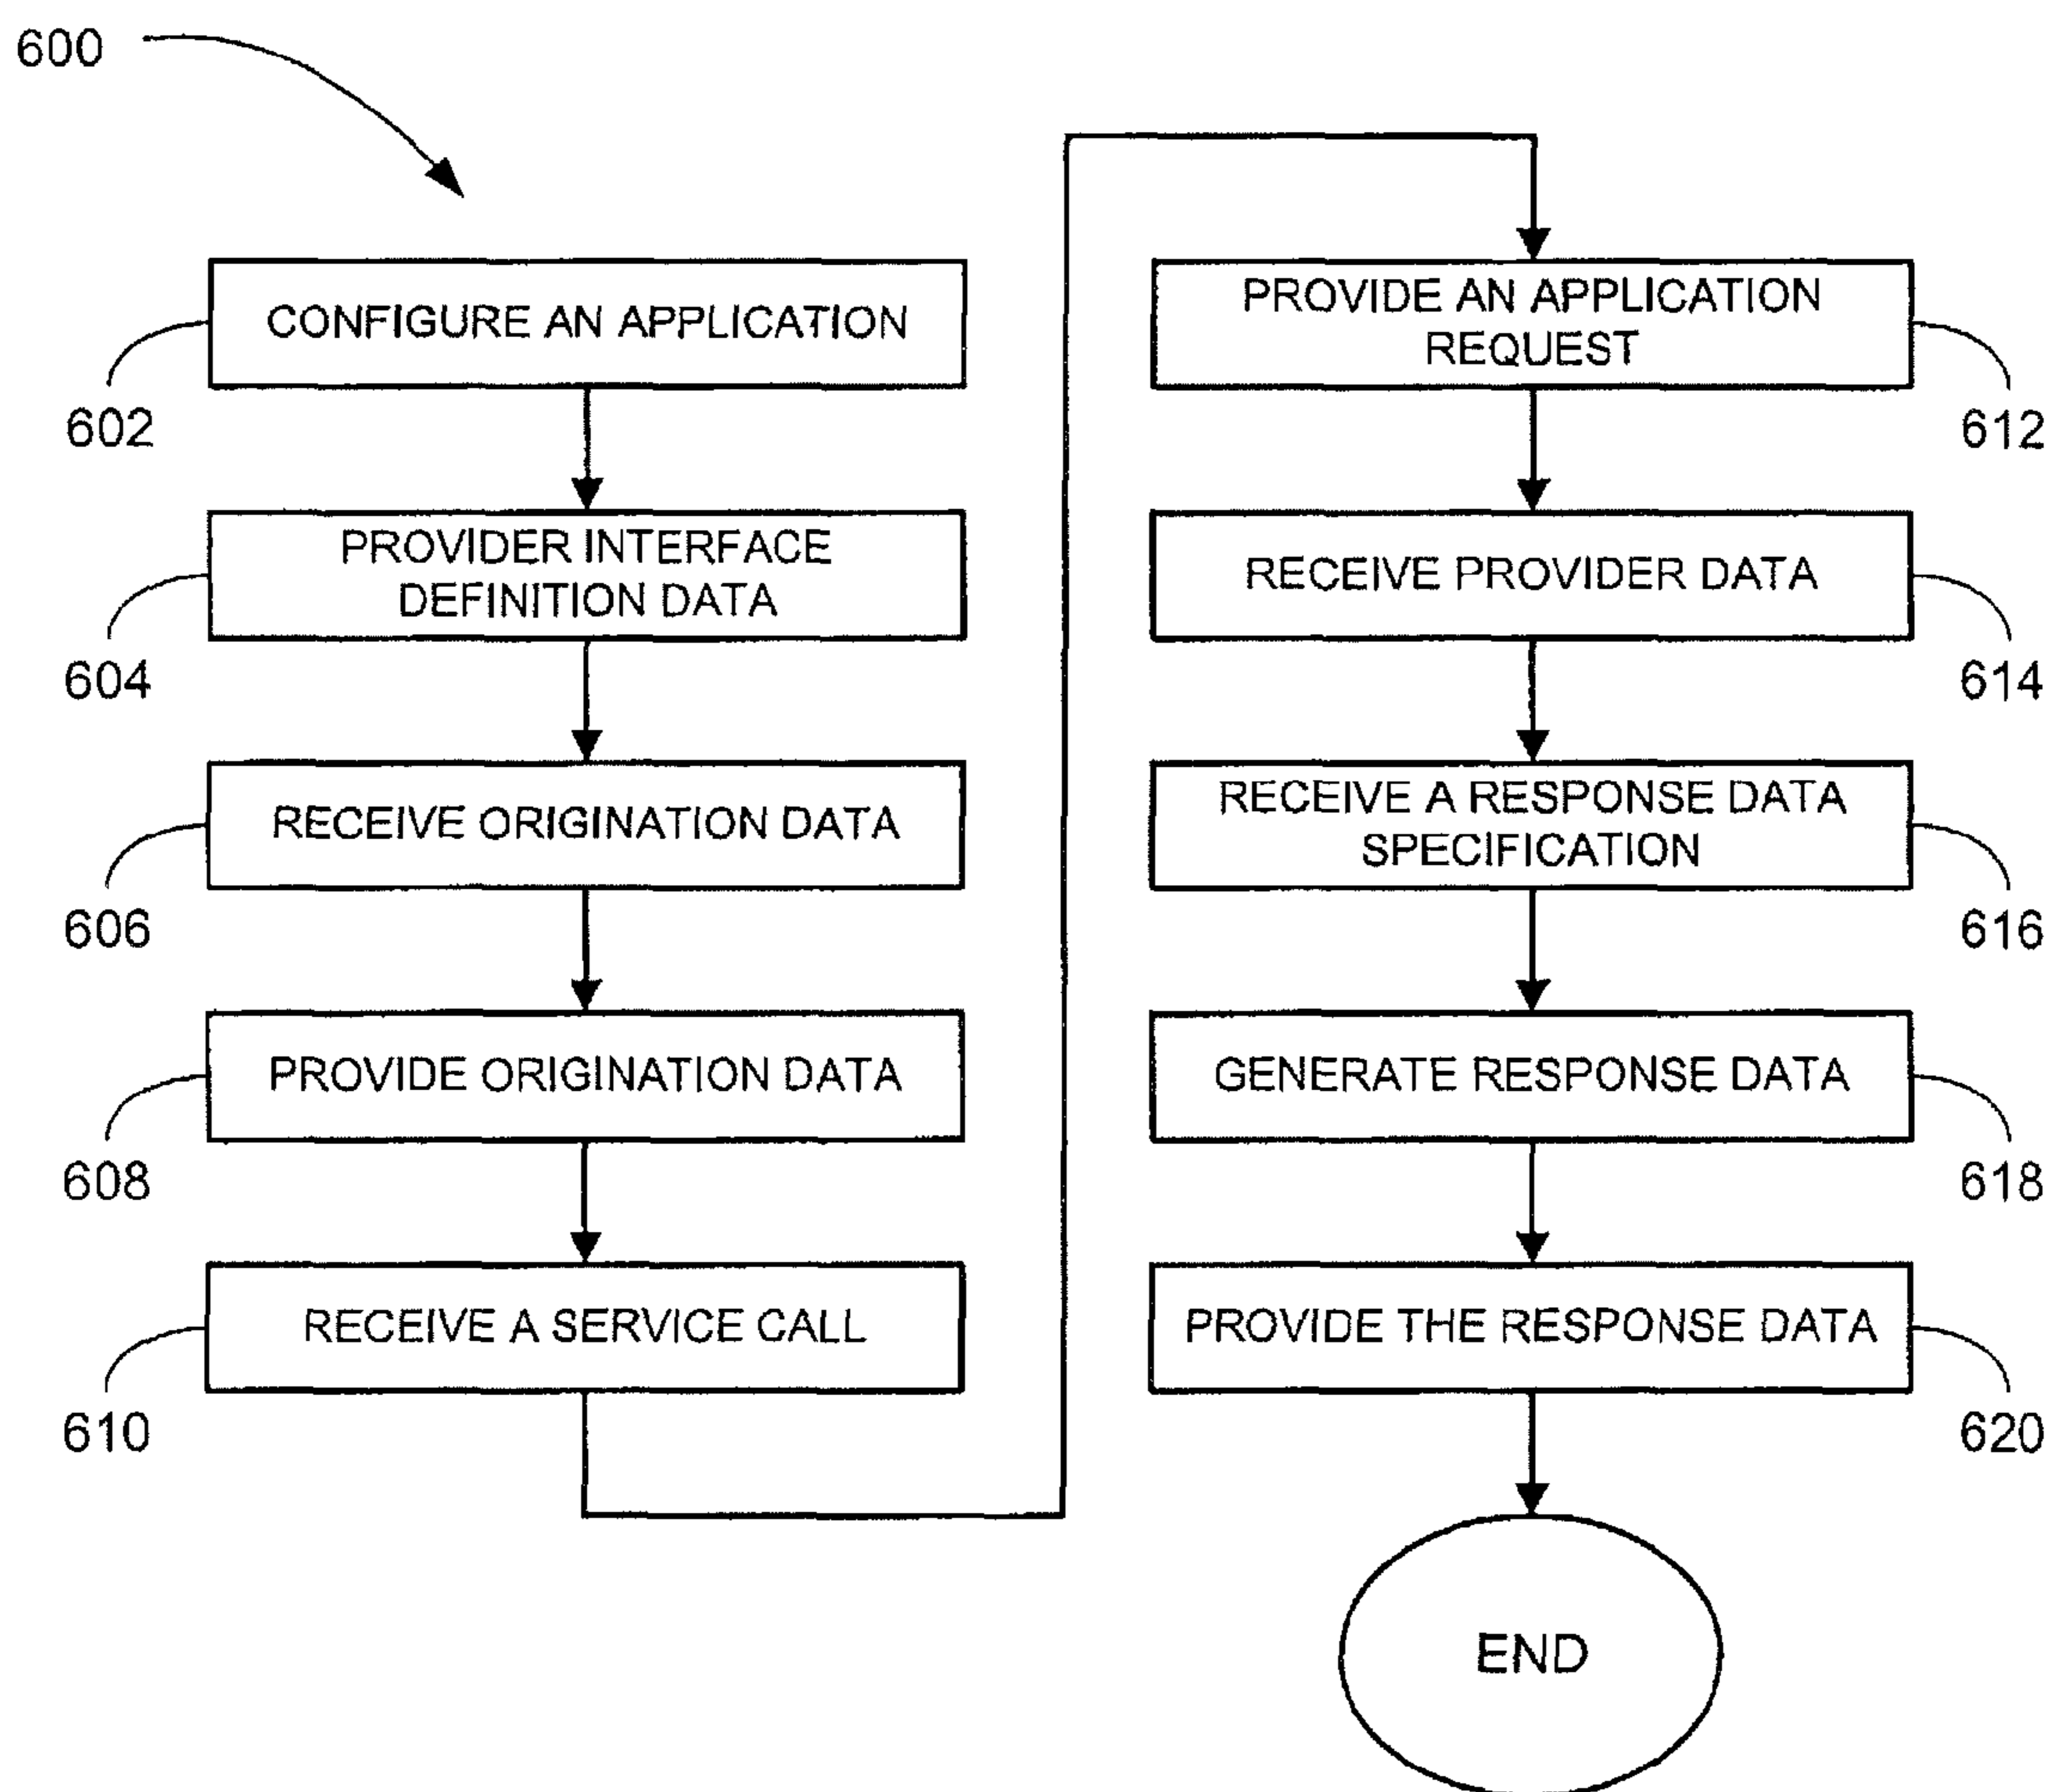 600
CONFIGURE AN APPLICATION
602
PROVIDER INTERFACE
DEFINITION DATA
604
RECEIVE ORIGINATION DATA
606
PROVIDE ORIGINATION DATA
608
RECEIVE A SERVICE CALL
610
PROVIDE AN APPLICATION
REQUEST
612
RECEIVE PROVIDER DATA
614
RECEIVE A RESPONSE DATA
SPECIFICATION
616
GENERATE RESPONSE DATA
618
PROVIDE THE RESPONSE DATA
620
END